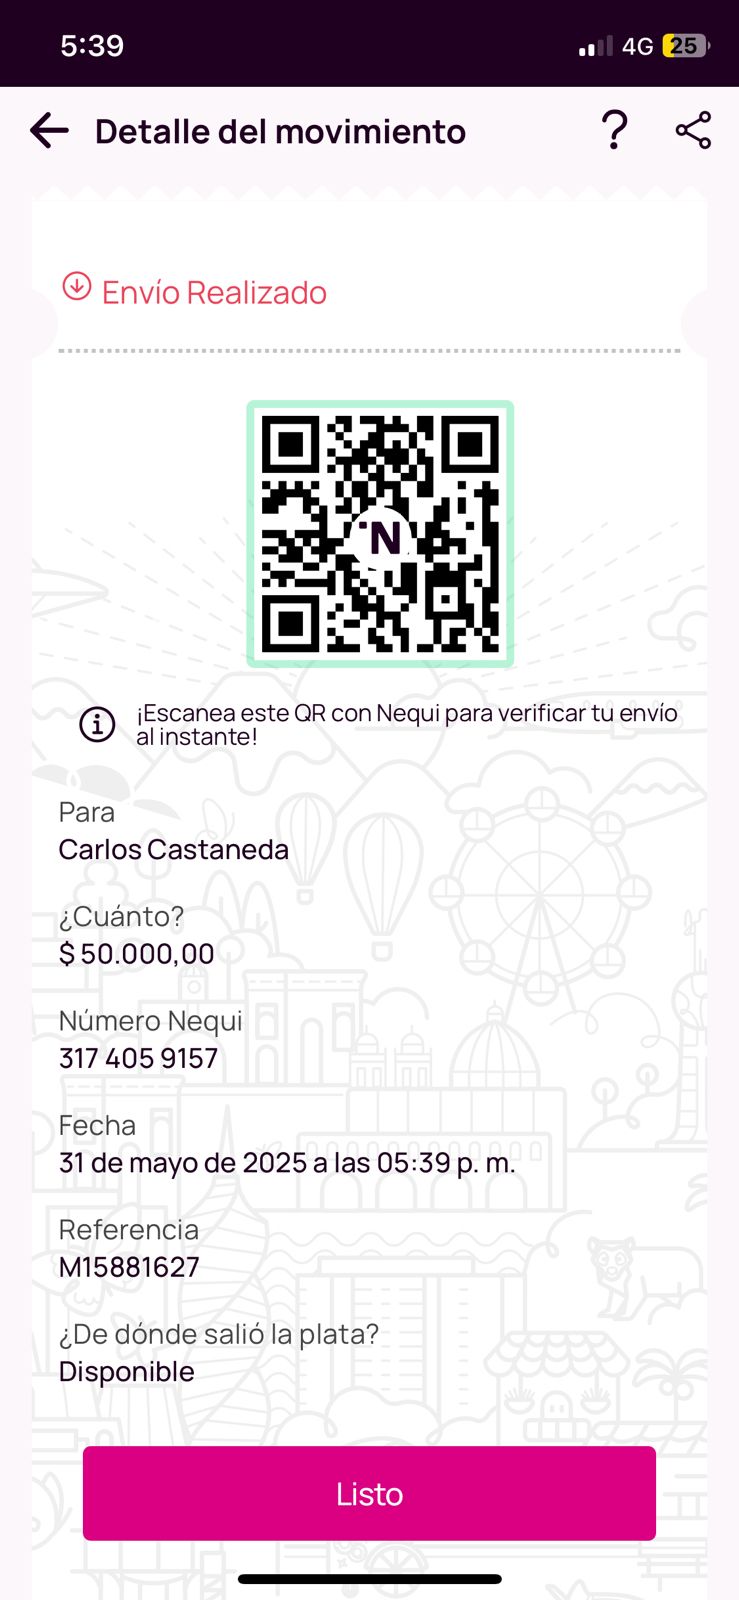 5:39
4G 25
Detalle del movimiento
Envío Realizado
N
¡Escanea este QR con Nequi para verificar tu envío
al instante!
Para
Carlos Castaneda
¿Cuánto?
$ 50.000,00
Número Nequi
317 405 9157
Fecha
31 de mayo de 2025 a las 05:39 p. m.
Referencia
M15881627
¿De dónde salió la plata?
Disponible
Listo